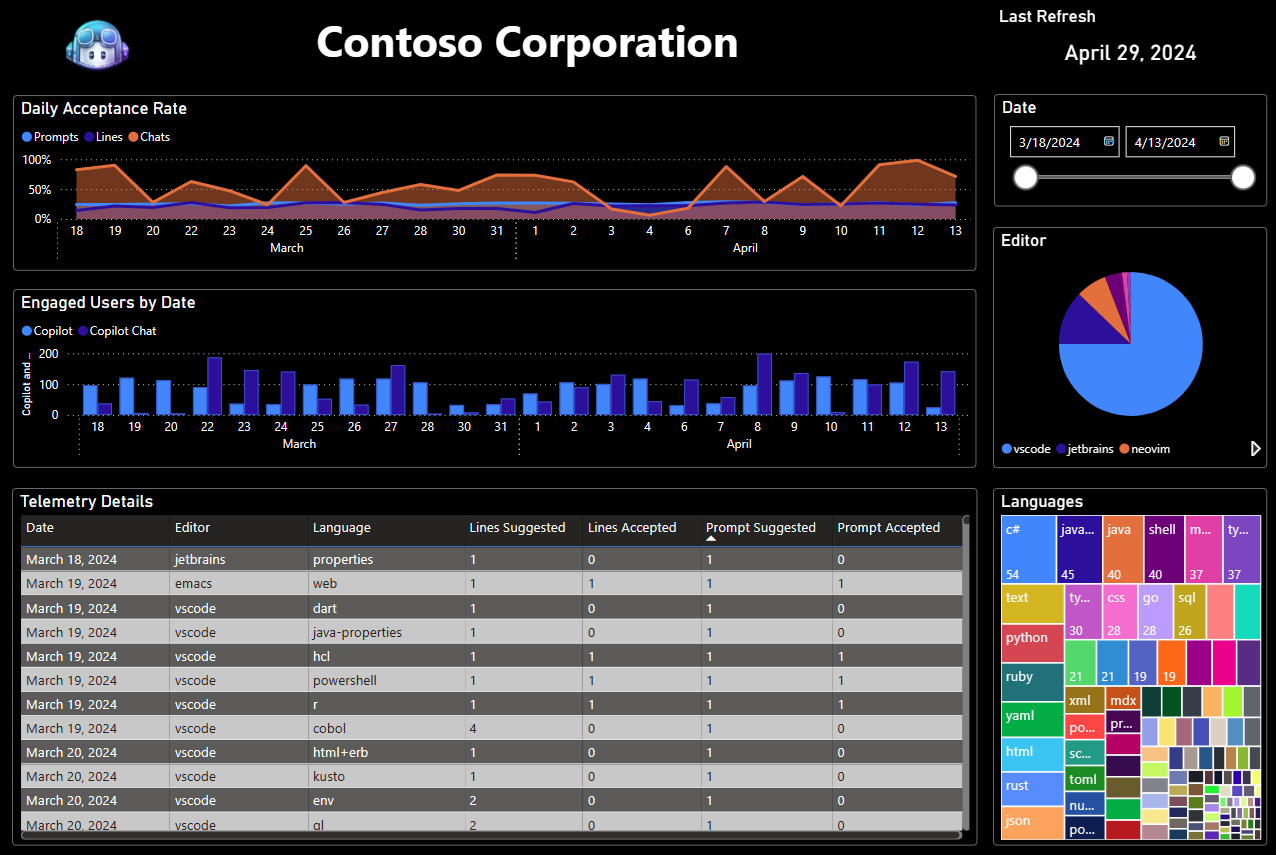 Contoso Corporation
Last Refresh
April 29, 2024
Daily Acceptance Rate
Prompts Lines Chats
100%
50%
0%
18 19 20 22 23 24 25 26 27 28 30 31 1 2 3 4 6 7 8 9 10 11 12 13
March April
Date
3/18/2024 4/13/2024
Engaged Users by Date
Copilot Copilot Chat
Copilot and ...
200
100
0
18 19 20 22 23 24 25 26 27 28 30 31 1 2 3 4 6 7 8 9 10 11 12 13
March April
Editor
vscode jetbrains neovim
Telemetry Details
Date Editor Language Lines Suggested Lines Accepted Prompt Suggested Prompt Accepted
March 18, 2024 jetbrains properties 1 0 1 0
March 19, 2024 emacs web 1 1 1 1
March 19, 2024 vscode dart 1 0 1 0
March 19, 2024 vscode java-properties 1 0 1 0
March 19, 2024 vscode hcl 1 1 1 1
March 19, 2024 vscode powershell 1 1 1 1
March 19, 2024 vscode r 1 1 1 1
March 19, 2024 vscode cobol 4 0 1 0
March 20, 2024 vscode html+erb 1 0 1 0
March 20, 2024 vscode kusto 1 0 1 0
March 20, 2024 vscode env 2 0 1 0
March 20, 2024 vscode ql 2 0 1 0
Languages
c# java... java shell m... ty...
54 45 40 40 37 37
text ty... css go sql
30 28 28 26
python
21 21 19 19
ruby
xml mdx
yaml po... pr...
html sc...
rust toml
nu...
json po...